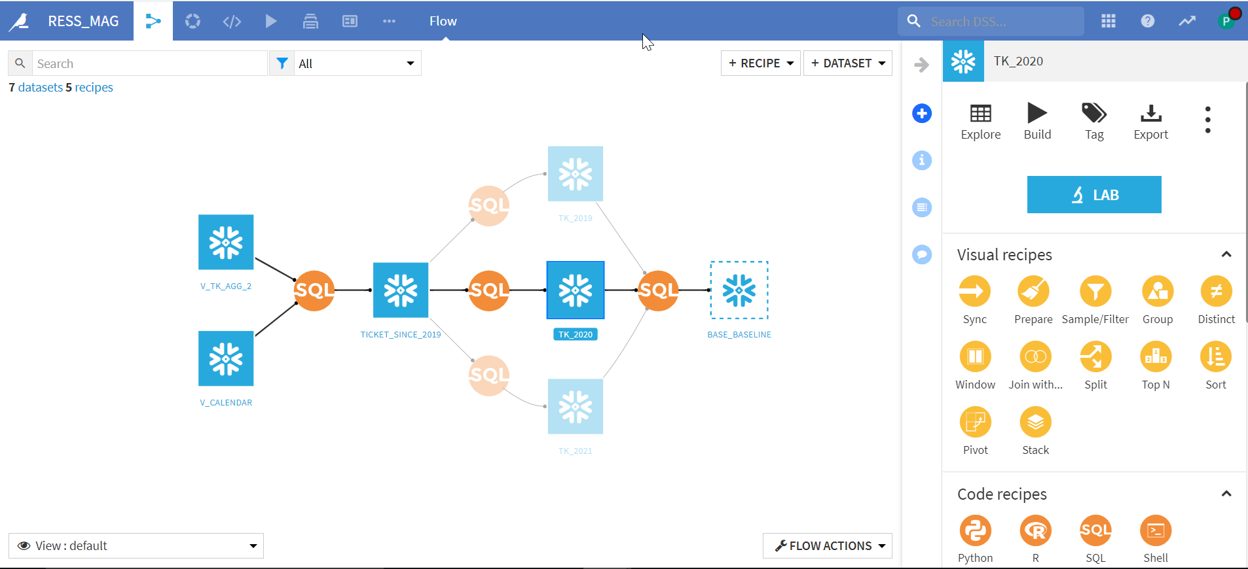 RESS_MAG
Flow
Search DSS...
P
Search
All
+ RECIPE
+ DATASET
TK_2020
7 datasets 5 recipes
Explore
Build
Tag
Export
LAB
SQL
TK_2019
V_TK_AGG_2
SQL
TICKET_SINCE_2019
SQL
TK_2020
SQL
BASE_BASELINE
V_CALENDAR
SQL
TK_2021
Visual recipes
Sync
Prepare
Sample/Filter
Group
Distinct
Window
Join with...
Split
Top N
Sort
Pivot
Stack
Code recipes
SQL
Python
R
SQL
Shell
View : default
FLOW ACTIONS